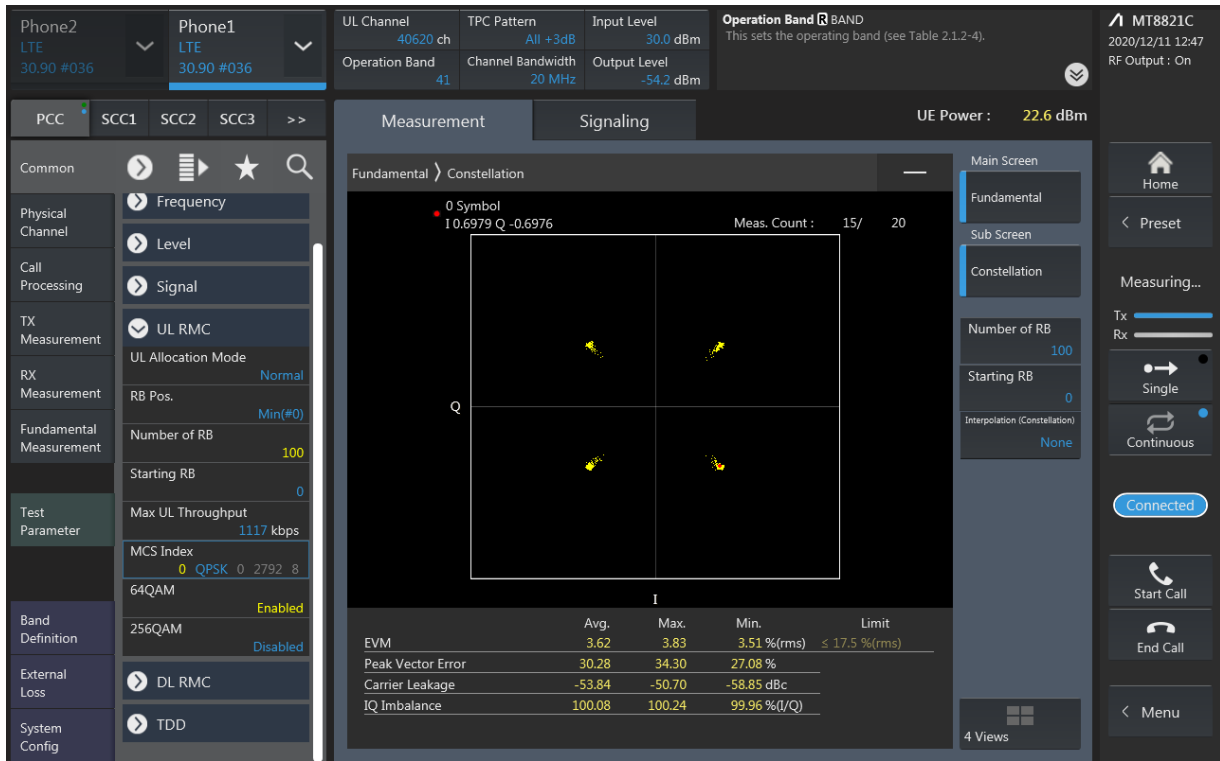 Phone2
LTE
30.90 #036
Phone1
LTE
30.90 #036
UL Channel
40620 ch
TPC Pattern
All +3dB
Input Level
30.0 dBm
Operation Band
41
Channel Bandwidth
20 MHz
Output Level
-54.2 dBm
Operation Band R BAND
This sets the operating band (see Table 2.1.2-4).
MT8821C
2020/12/11 12:47
RF Output : On
PCC SCC1 SCC2 SCC3 >>
Measurement
Signaling
UE Power : 22.6 dBm
Common
Physical
Channel
Call
Processing
TX
Measurement
RX
Measurement
Fundamental
Measurement
Test
Parameter
Band
Definition
External
Loss
System
Config
Frequency
Level
Signal
UL RMC
UL Allocation Mode
Normal
RB Pos.
Min(#0)
Number of RB
100
Starting RB
0
Max UL Throughput
1117 kbps
MCS Index
0 QPSK 0 2792 8
64QAM
Enabled
256QAM
Disabled
DL RMC
TDD
Fundamental 〉 Constellation
0 Symbol
I 0.6979 Q -0.6976
Meas. Count : 15/ 20
Q
I
Avg. Max. Min. Limit
EVM 3.62 3.83 3.51 %(rms) ≤ 17.5 %(rms)
Peak Vector Error 30.28 34.30 27.08 %
Carrier Leakage -53.84 -50.70 -58.85 dBc
IQ Imbalance 100.08 100.24 99.96 %(I/Q)
Main Screen
Fundamental
Sub Screen
Constellation
Number of RB
100
Starting RB
0
Interpolation (Constellation)
None
4 Views
Home
< Preset
Measuring...
Tx
Rx
Single
Continuous
Connected
Start Call
End Call
< Menu